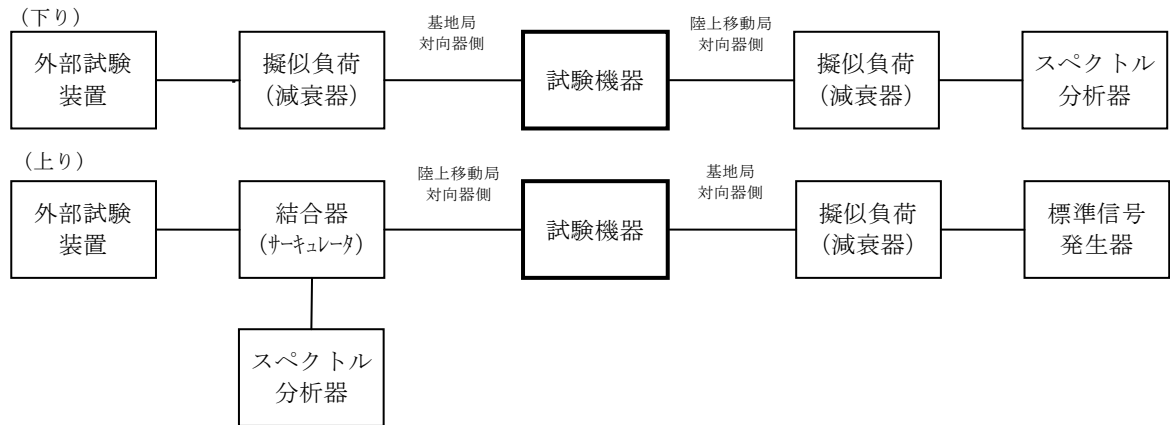 (下り)
基地局
対向器側
陸上移動局
対向器側
外部試験
装置
擬似負荷
(減衰器)
試験機器
擬似負荷
(減衰器)
スペクトル
分析器
(上り)
陸上移動局
対向器側
基地局
対向器側
外部試験
装置
結合器
(サーキュレータ)
試験機器
擬似負荷
(減衰器)
標準信号
発生器
スペクトル
分析器